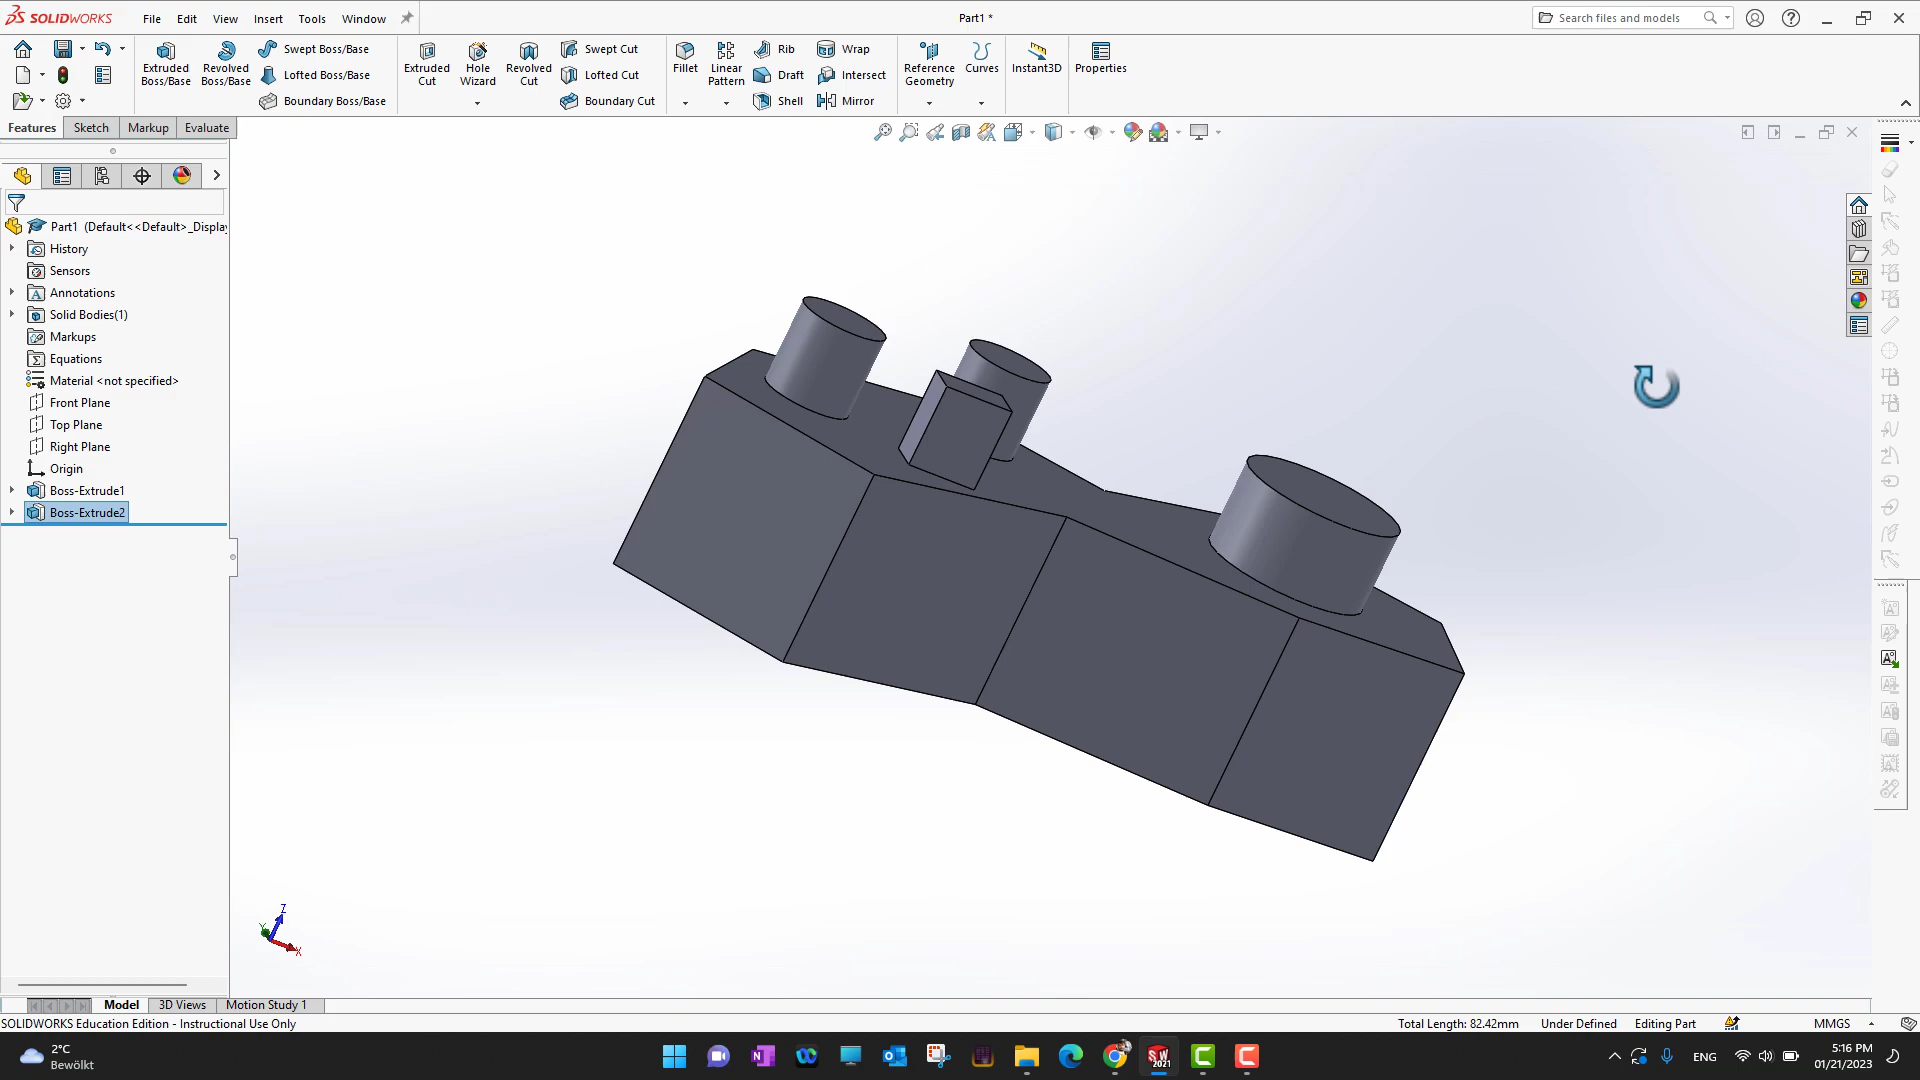 SOLIDWORKS File Edit View Insert Tools Window Part1 * Search files and models
Extruded Boss/Base
Revolved Boss/Base
Swept Boss/Base
Lofted Boss/Base
Boundary Boss/Base
Extruded Cut
Hole Wizard
Revolved Cut
Swept Cut
Lofted Cut
Boundary Cut
Fillet
Linear Pattern
Rib
Draft
Shell
Wrap
Intersect
Mirror
Reference Geometry
Curves
Instant3D
Properties
Features Sketch Markup Evaluate
Part1 (Default<<Default>_Display
History
Sensors
Annotations
Solid Bodies(1)
Markups
Equations
Material <not specified>
Front Plane
Top Plane
Right Plane
Origin
Boss-Extrude1
Boss-Extrude2
Z
Y
X
Model 3D Views Motion Study 1
SOLIDWORKS Education Edition - Instructional Use Only Total Length: 82.42mm Under Defined Editing Part MMGS
2°C
Bewölkt
SW
2021
ENG
5:16 PM
01/21/2023